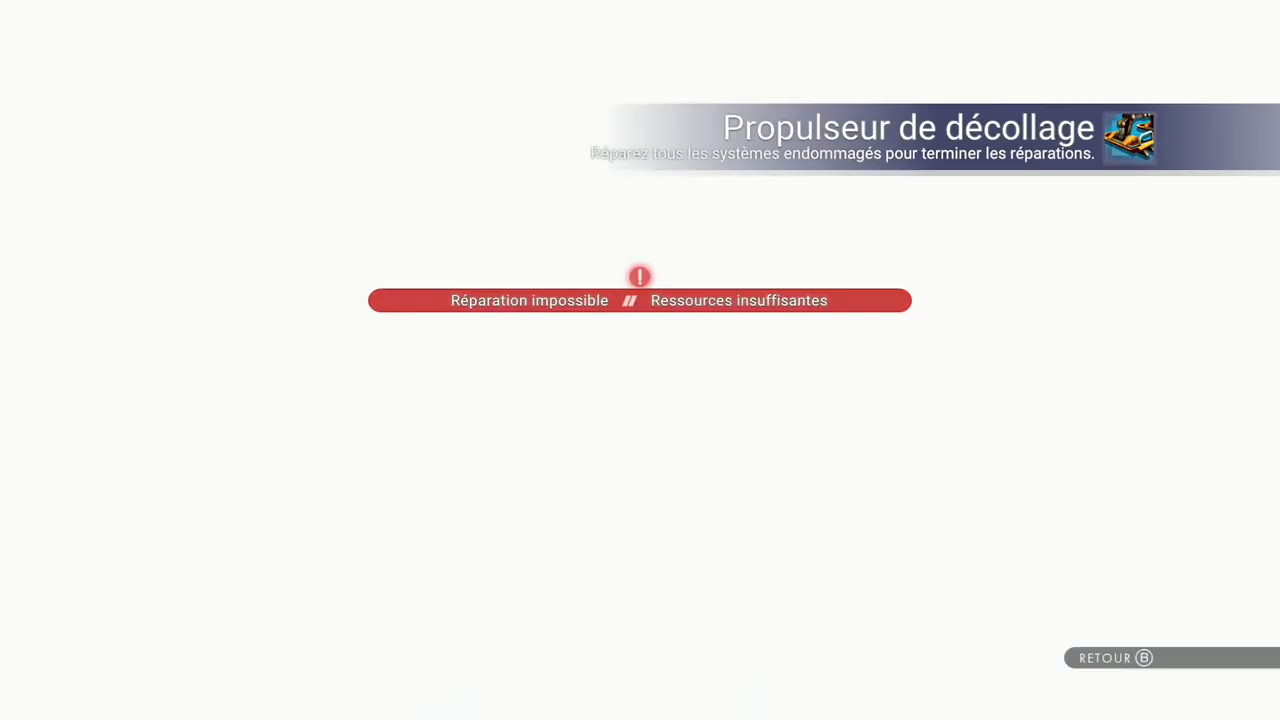 Propulseur de décollage
Réparez tous les systèmes endommagés pour terminer les réparations.
Réparation impossible // Ressources insuffisantes
RETOUR B